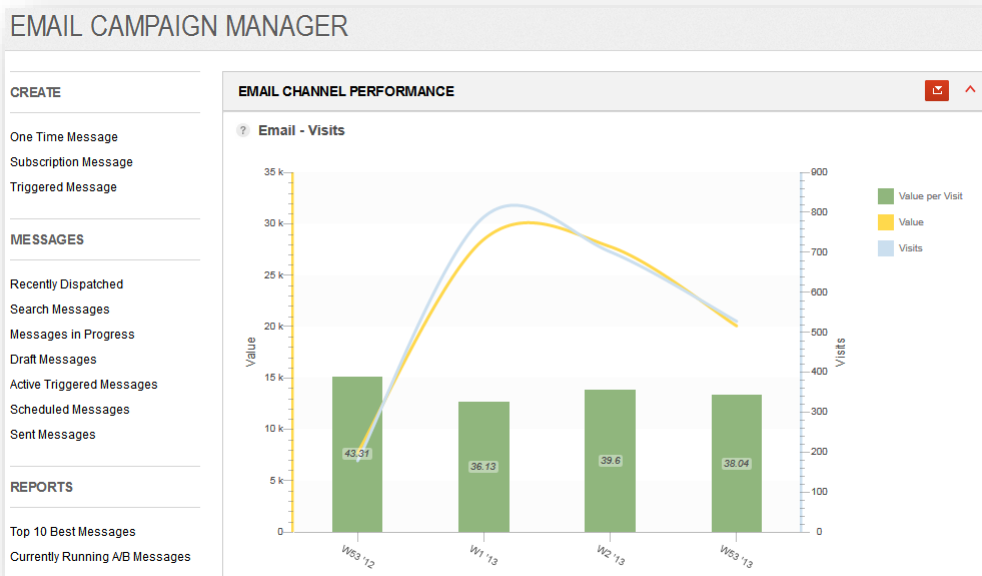 EMAIL CAMPAIGN MANAGER
CREATE
One Time Message
Subscription Message
Triggered Message
MESSAGES
Recently Dispatched
Search Messages
Messages in Progress
Draft Messages
Active Triggered Messages
Scheduled Messages
Sent Messages
REPORTS
Top 10 Best Messages
Currently Running A/B Messages
EMAIL CHANNEL PERFORMANCE
? Email - Visits
35 k
30 k
25 k
20 k
15 k
10 k
5 k
0
Value
43.31
36.13
39.6
38.04
W53 '12
W1 '13
W2 '13
W53 '13
900
800
700
600
500
400
300
200
100
0
Visits
Value per Visit
Value
Visits